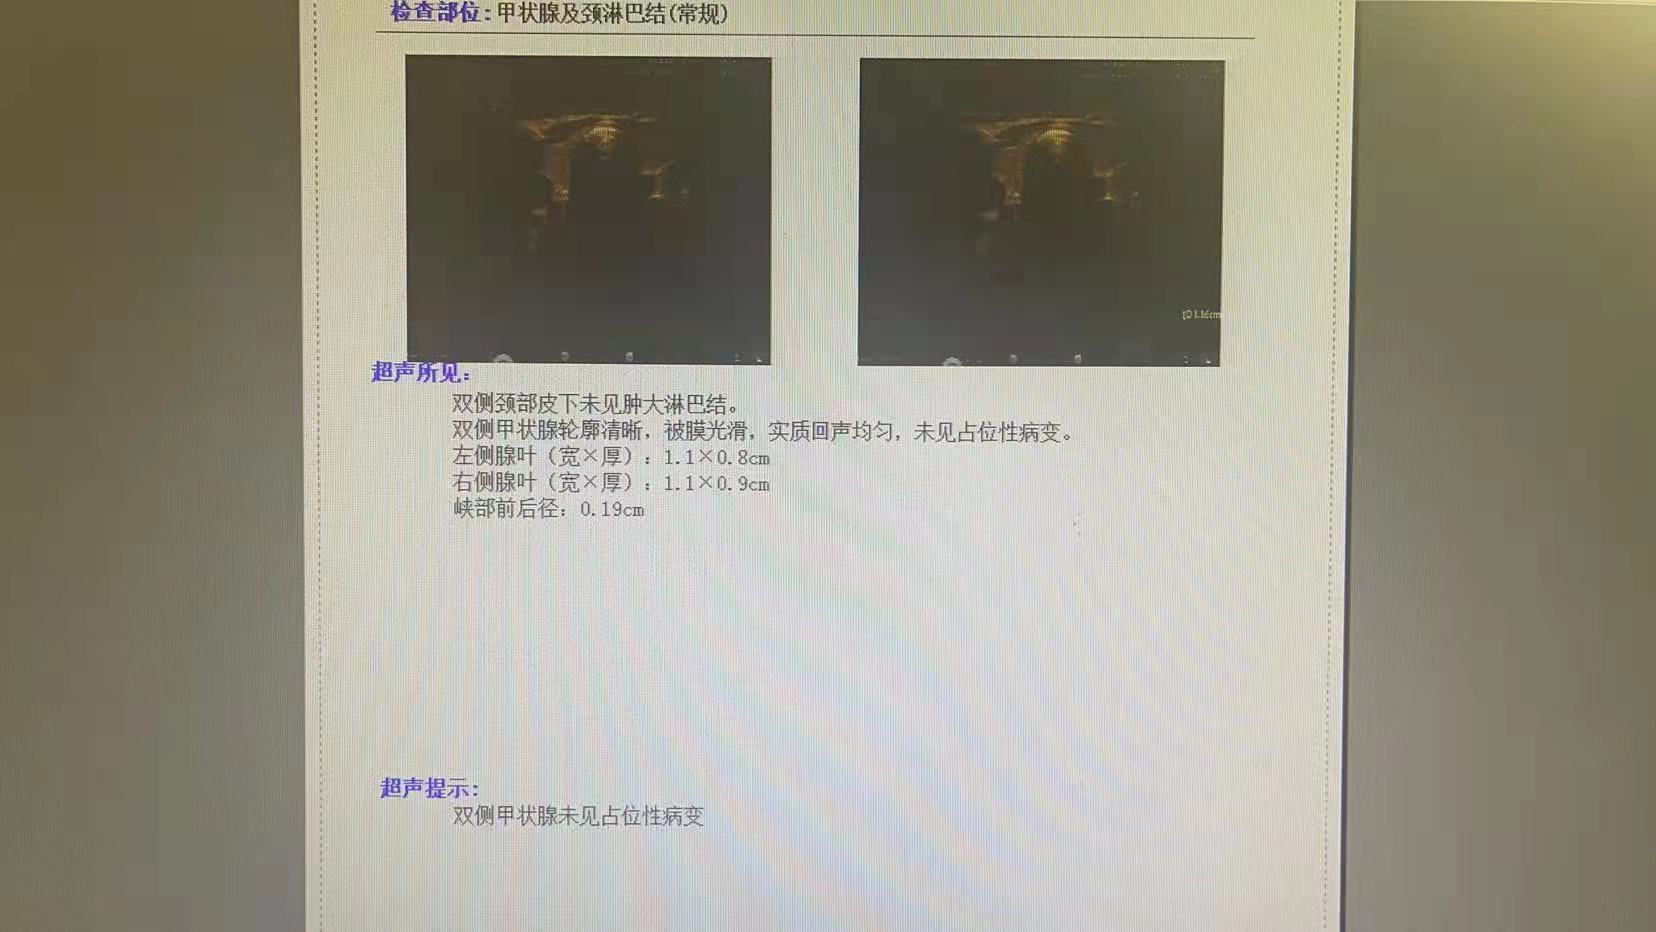 检查部位:甲状腺及颈淋巴结(常规)
1.16cm
超声所见:
双侧颈部皮下未见肿大淋巴结。
双侧甲状腺轮廓清晰，被膜光滑，实质回声均匀，未见占位性病变。
左侧腺叶（宽×厚）：1.1×0.8cm
右侧腺叶（宽×厚）：1.1×0.9cm
峡部前后径：0.19cm
超声提示:
双侧甲状腺未见占位性病变